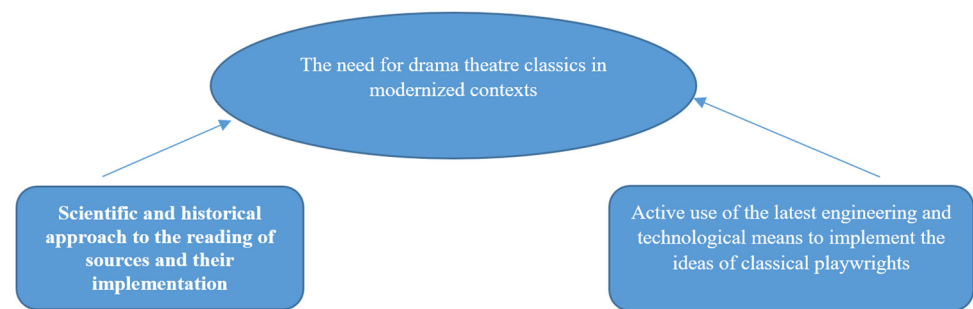 The need for drama theatre classics in
modernized contexts
Scientific and historical
approach to the reading of
sources and their
implementation
Active use of the latest engineering and
technological means to implement the
ideas of classical playwrights